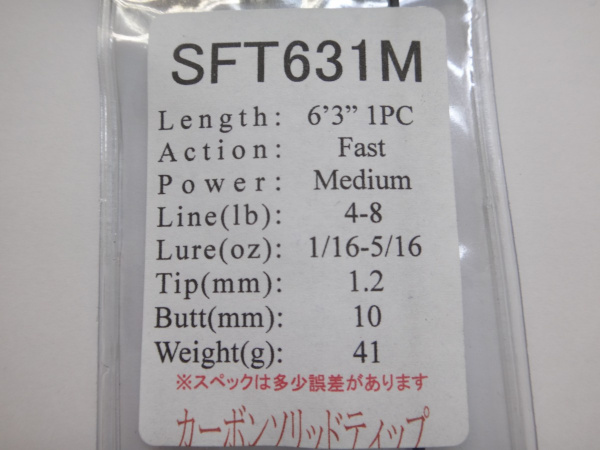 SFT631M
Length: 6’3” 1PC
Action: Fast
Power: Medium
Line(lb): 4-8
Lure(oz): 1/16-5/16
Tip(mm): 1.2
Butt(mm): 10
Weight(g): 41
※スペックは多少誤差があります
カーボンソリッドティップ